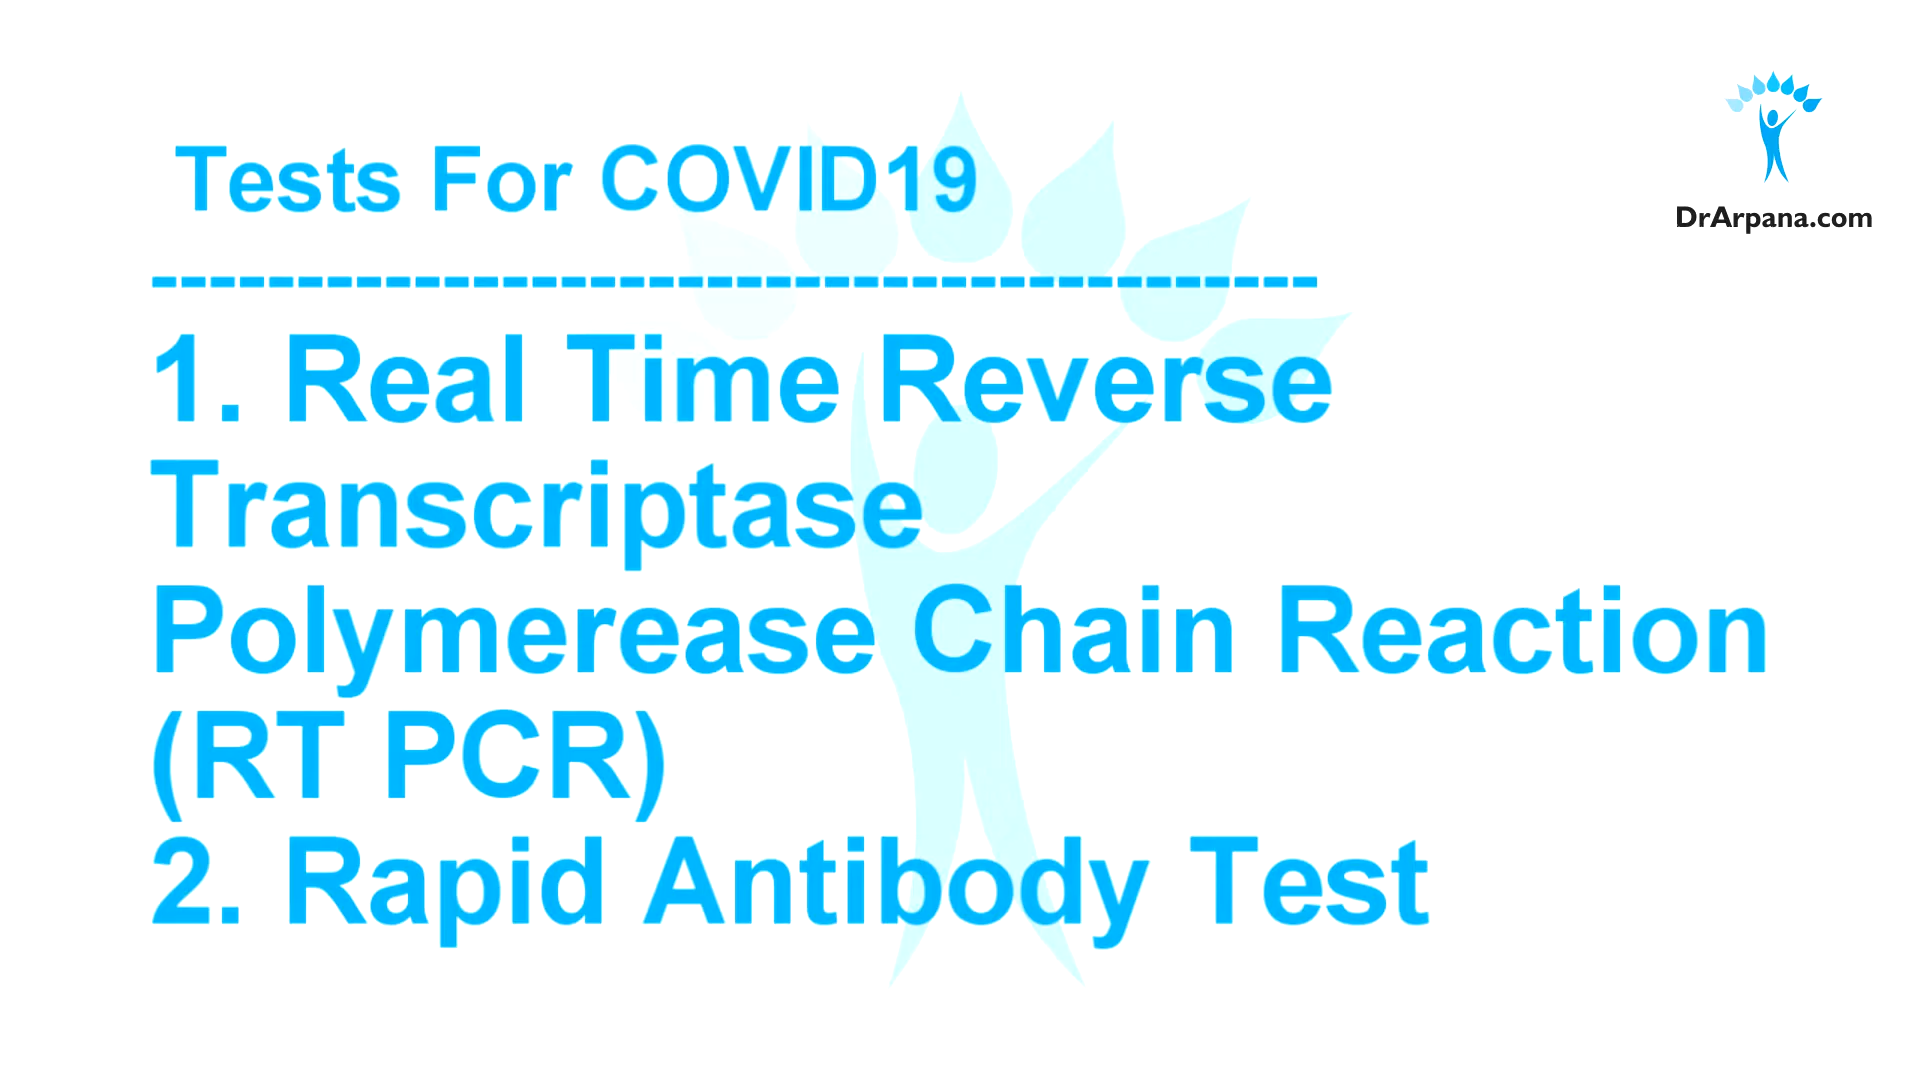 Tests For COVID19
----------------------------------------
1. Real Time Reverse
Transcriptase
Polymerease Chain Reaction
(RT PCR)
2. Rapid Antibody Test
DrArpana.com